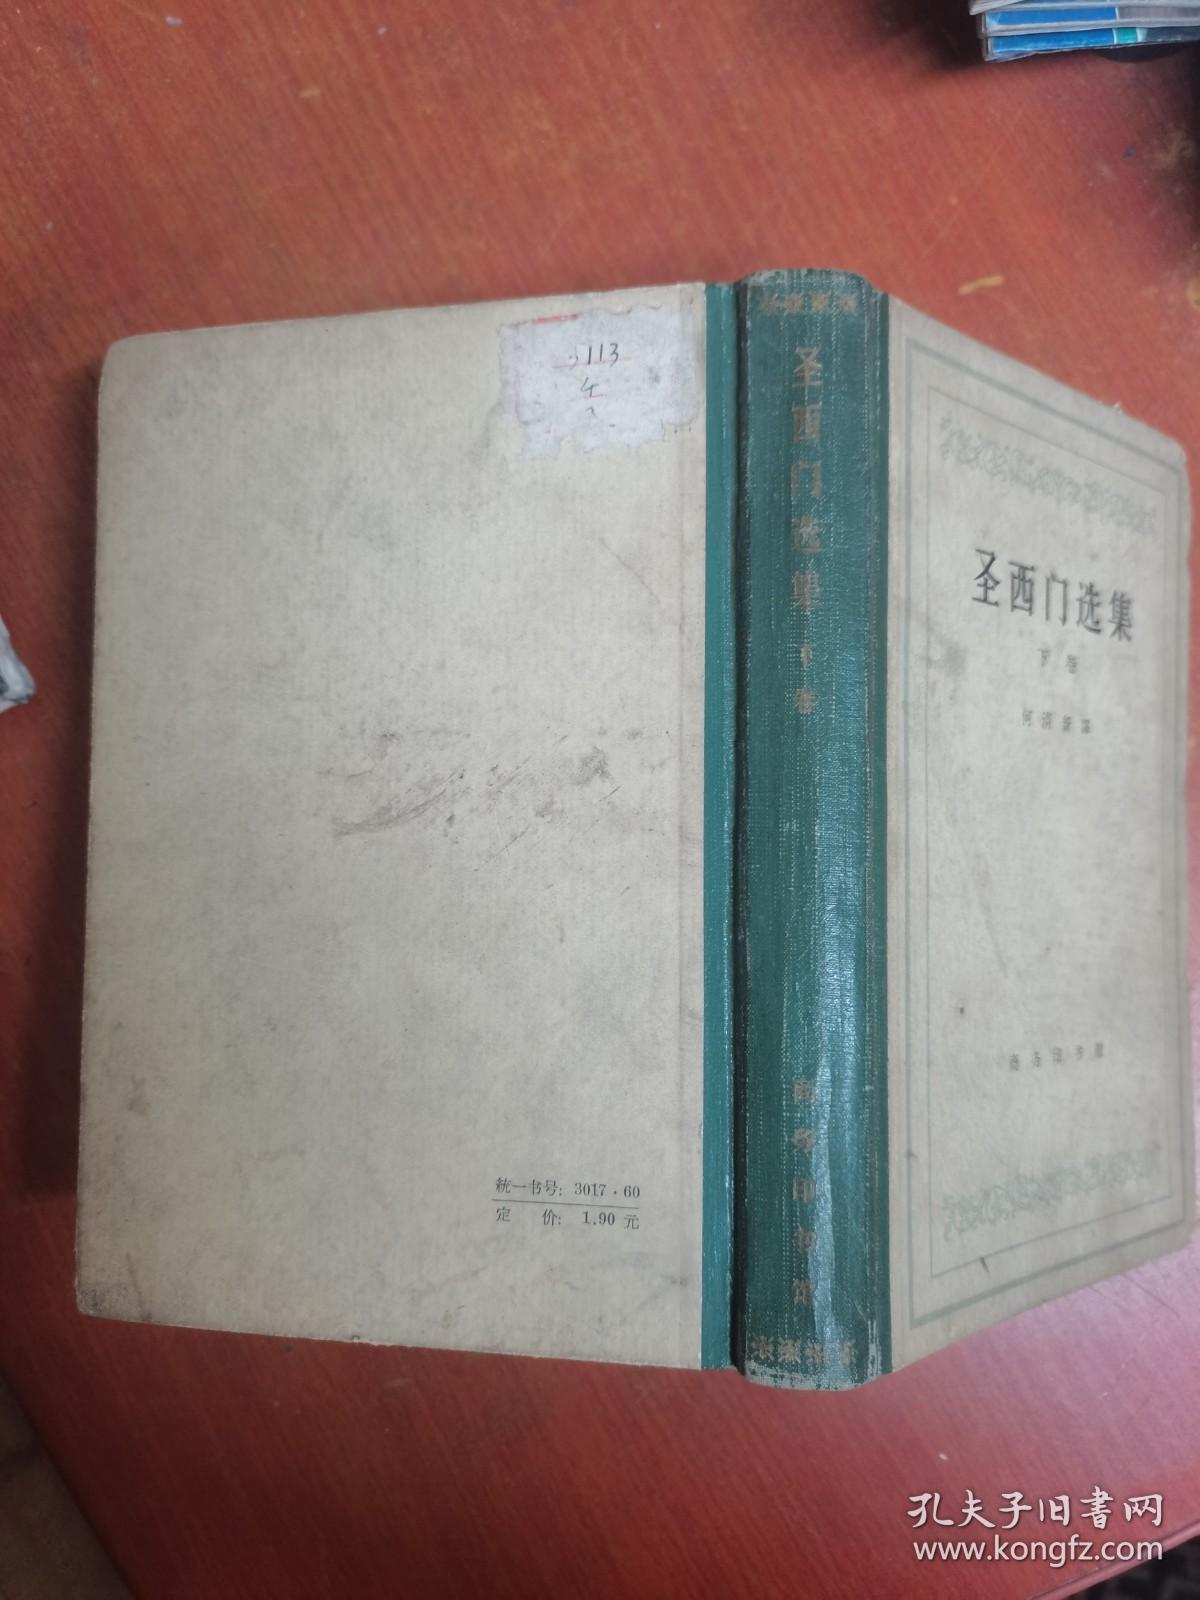 113
4
统一书号: 3017·60
定 价: 1.90 元
圣西门选集 下卷
商务印书馆
圣西门选集
下卷
何清新译
商务印书馆
孔夫子旧书网
www.kongfz.com